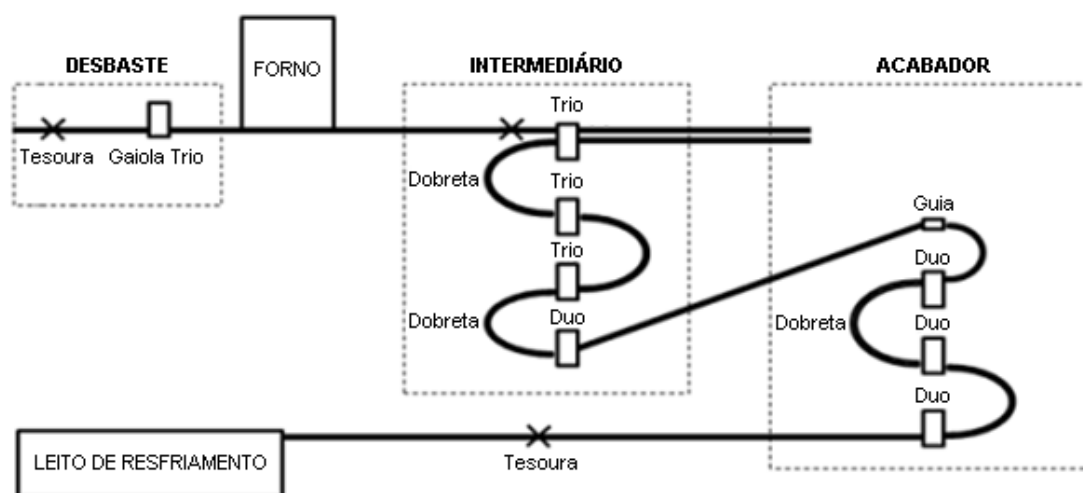 DESBASTE
FORNO
INTERMEDIÁRIO
ACABADOR
Tesoura
Gaiola Trio
Trio
Dobreta
Trio
Trio
Dobreta
Duo
Guia
Duo
Dobreta
Duo
Duo
LEITO DE RESFRIAMENTO
Tesoura